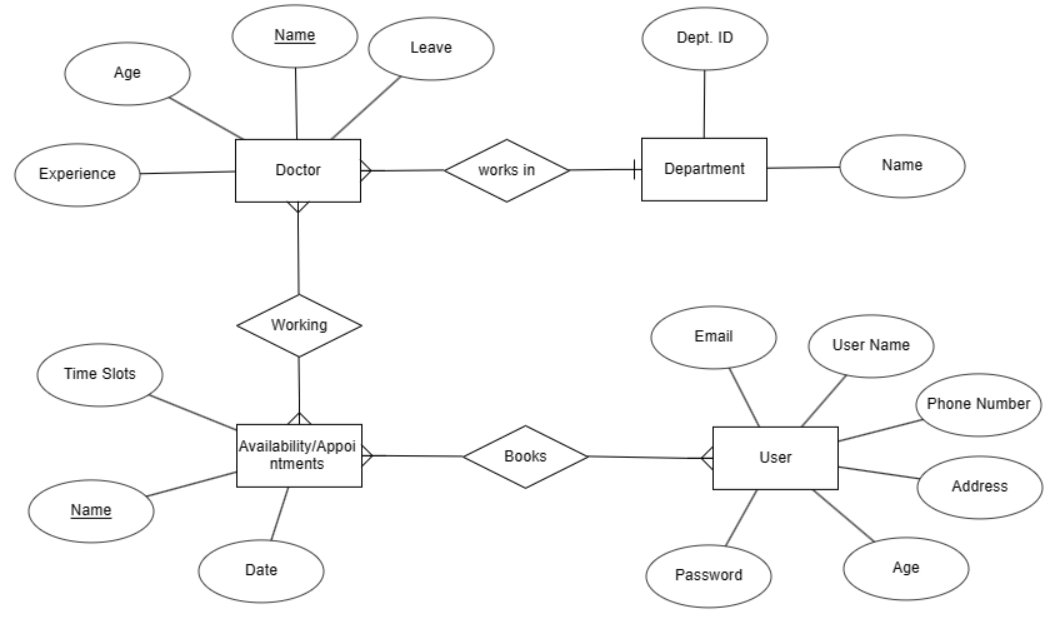 Name
Leave
Age
Experience
Doctor
works in
Dept. ID
Department
Name
Working
Time Slots
Availability/Appoi
ntments
Name
Date
Books
Email
User Name
Phone Number
User
Address
Password
Age